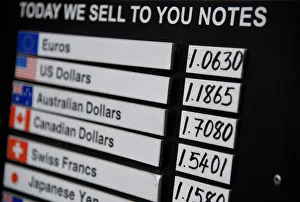 TODAY WE SELL TO YOU NOTES
Euros 1.0630
US Dollars 1.1865
Australian Dollars 1.7080
Canadian Dollars 1.5401
Swiss Francs 1.1580
Japanese Yen